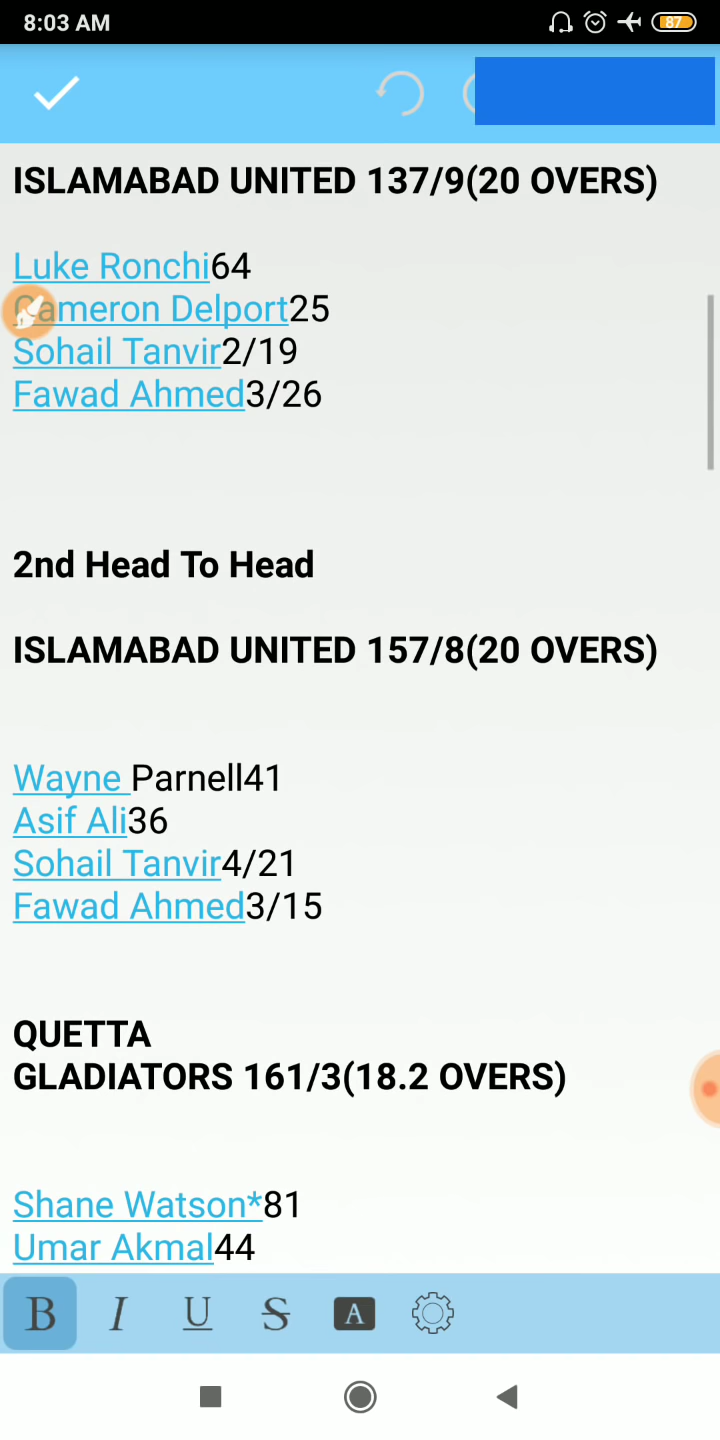 8:03 AM
87
ISLAMABAD UNITED 137/9(20 OVERS)
Luke Ronchi64
Cameron Delport25
Sohail Tanvir2/19
Fawad Ahmed3/26
2nd Head To Head
ISLAMABAD UNITED 157/8(20 OVERS)
Wayne Parnell41
Asif Ali36
Sohail Tanvir4/21
Fawad Ahmed3/15
QUETTA
GLADIATORS 161/3(18.2 OVERS)
Shane Watson*81
Umar Akmal44
B I U S A